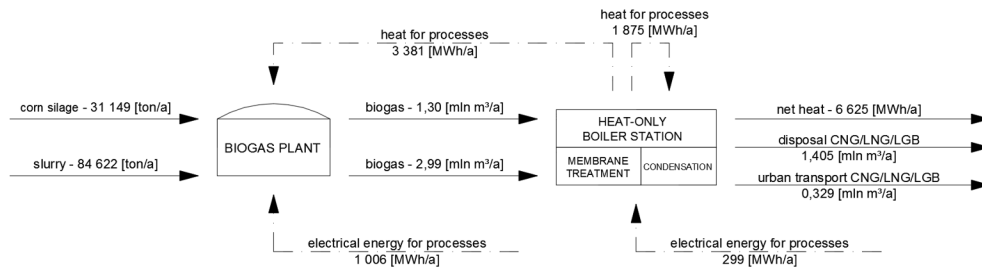 heat for processes
3 381 [MWh/a]
heat for processes
1 875 [MWh/a]
corn silage - 31 149 [ton/a]
slurry - 84 622 [ton/a]
BIOGAS PLANT
biogas - 1,30 [mln m³/a]
biogas - 2,99 [mln m³/a]
HEAT-ONLY
BOILER STATION
MEMBRANE
TREATMENT
CONDENSATION
net heat - 6 625 [MWh/a]
disposal CNG/LNG/LGB
1,405 [mln m³/a]
urban transport CNG/LNG/LGB
0,329 [mln m³/a]
electrical energy for processes
1 006 [MWh/a]
electrical energy for processes
299 [MWh/a]